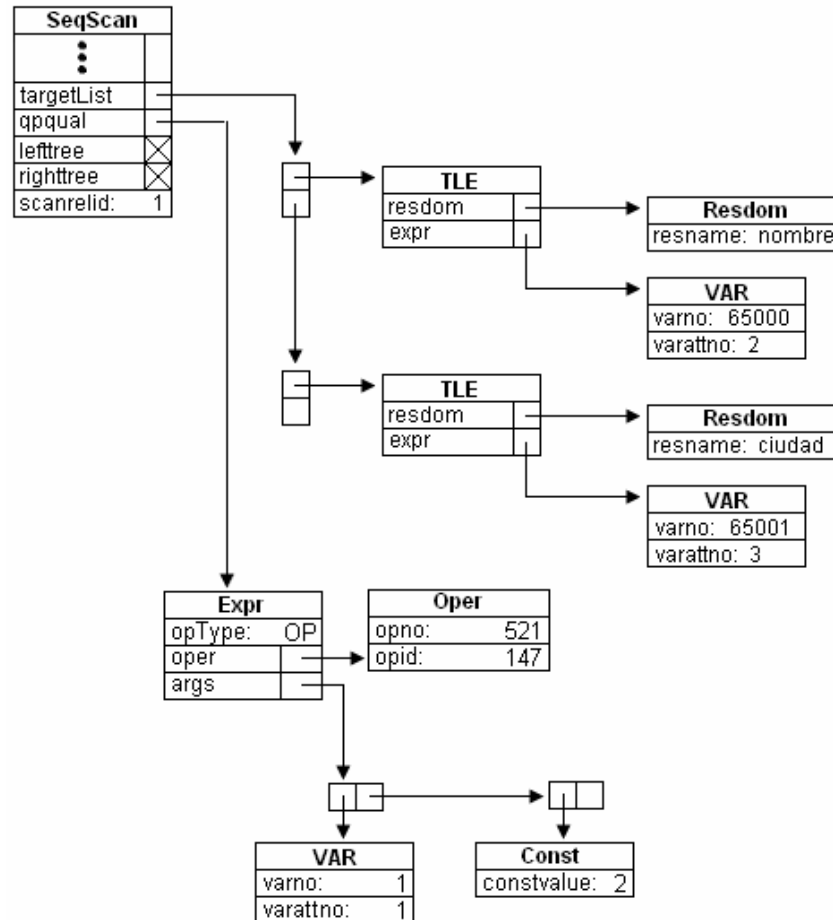 SeqScan
targetList
qpqual
lefttree
righttree
scanrelid: 1
TLE
resdom
expr
Resdom
resname: nombre
VAR
varno: 65000
varattno: 2
TLE
resdom
expr
Resdom
resname: ciudad
VAR
varno: 65001
varattno: 3
Expr
opType: OP
oper
args
Oper
opno: 521
opid: 147
VAR
varno: 1
varattno: 1
Const
constvalue: 2